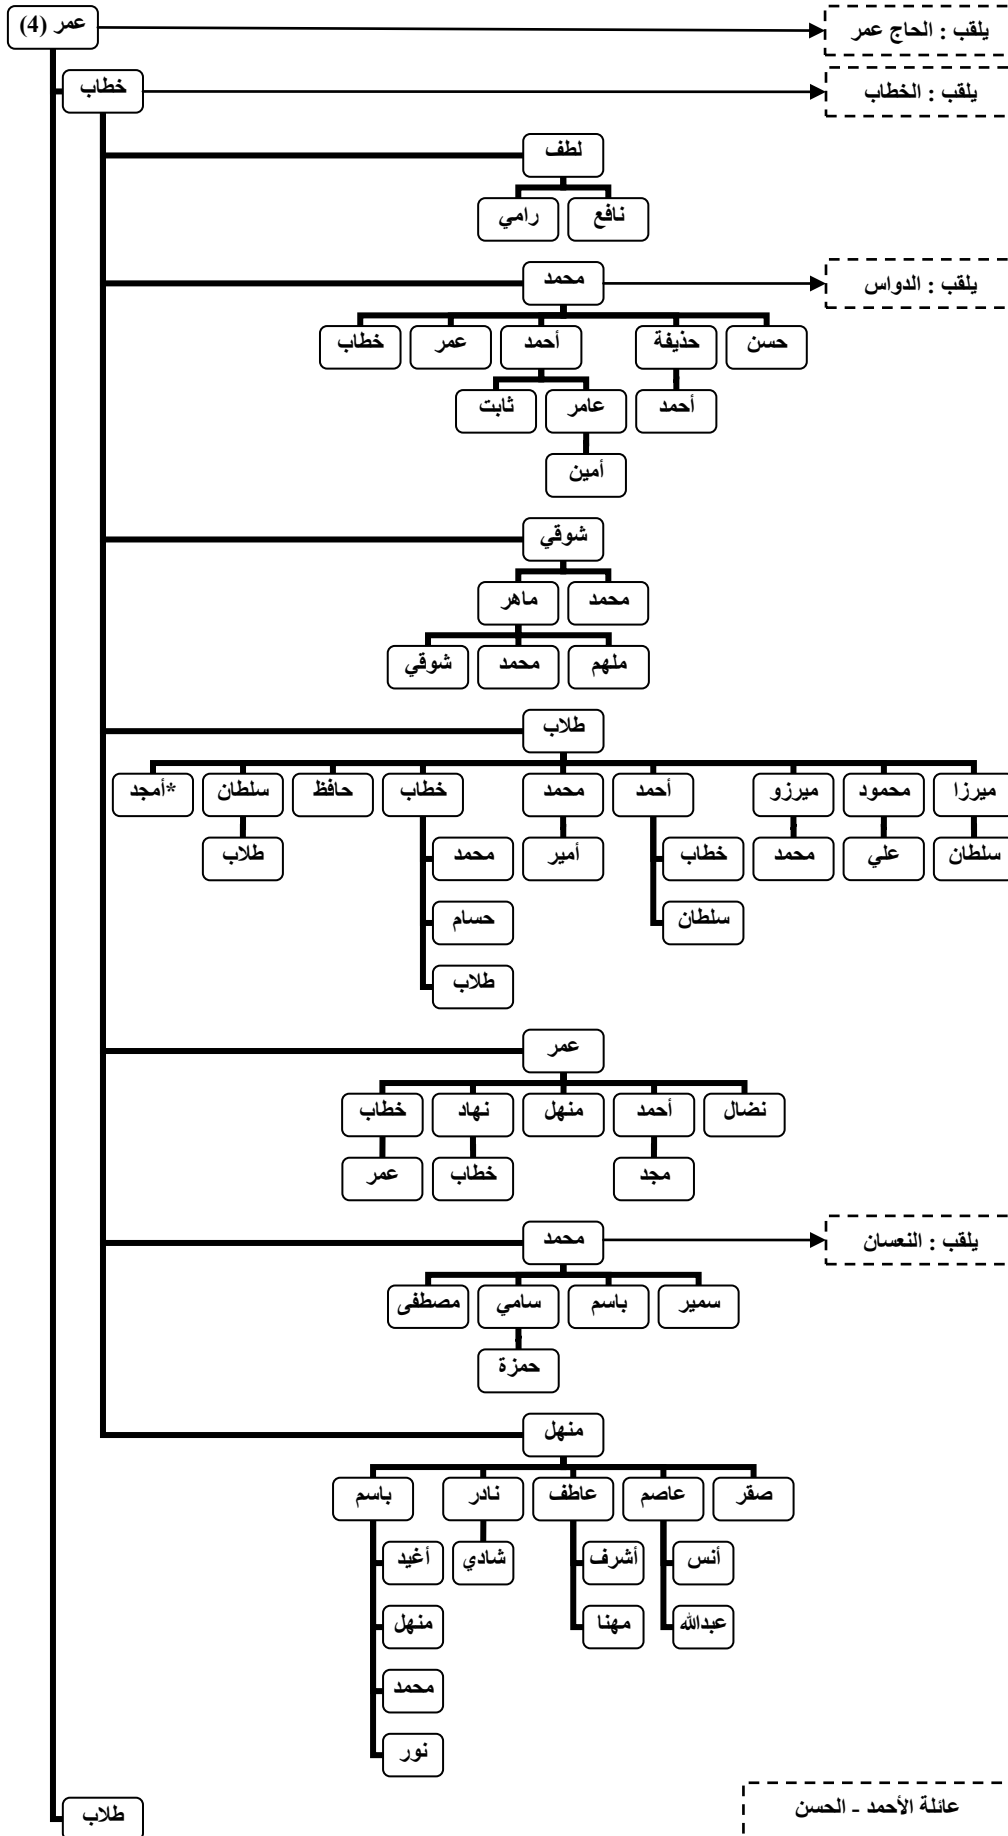 عمر (4)
يلقب : الحاج عمر
خطاب
يلقب : الخطاب
لطف
نافع
رامي
محمد
يلقب : الدواس
حسن
حذيفة
أحمد
عمر
خطاب
أحمد
عامر
ثابت
أمين
شوقي
محمد
ماهر
ملهم
محمد
شوقي
طلاب
ميرزا
محمود
ميرزو
أحمد
محمد
خطاب
حافظ
سلطان
*أمجد
سلطان
علي
محمد
خطاب
أمير
محمد
طلاب
سلطان
حسام
طلاب
عمر
نضال
أحمد
منهل
نهاد
خطاب
مجد
خطاب
عمر
محمد
يلقب : النعسان
سمير
باسم
سامي
مصطفى
حمزة
منهل
صقر
عاصم
عاطف
نادر
باسم
أنس
أشرف
شادي
أغيد
عبدالله
مهنا
منهل
محمد
نور
طلاب
عائلة الأحمد - الحسن